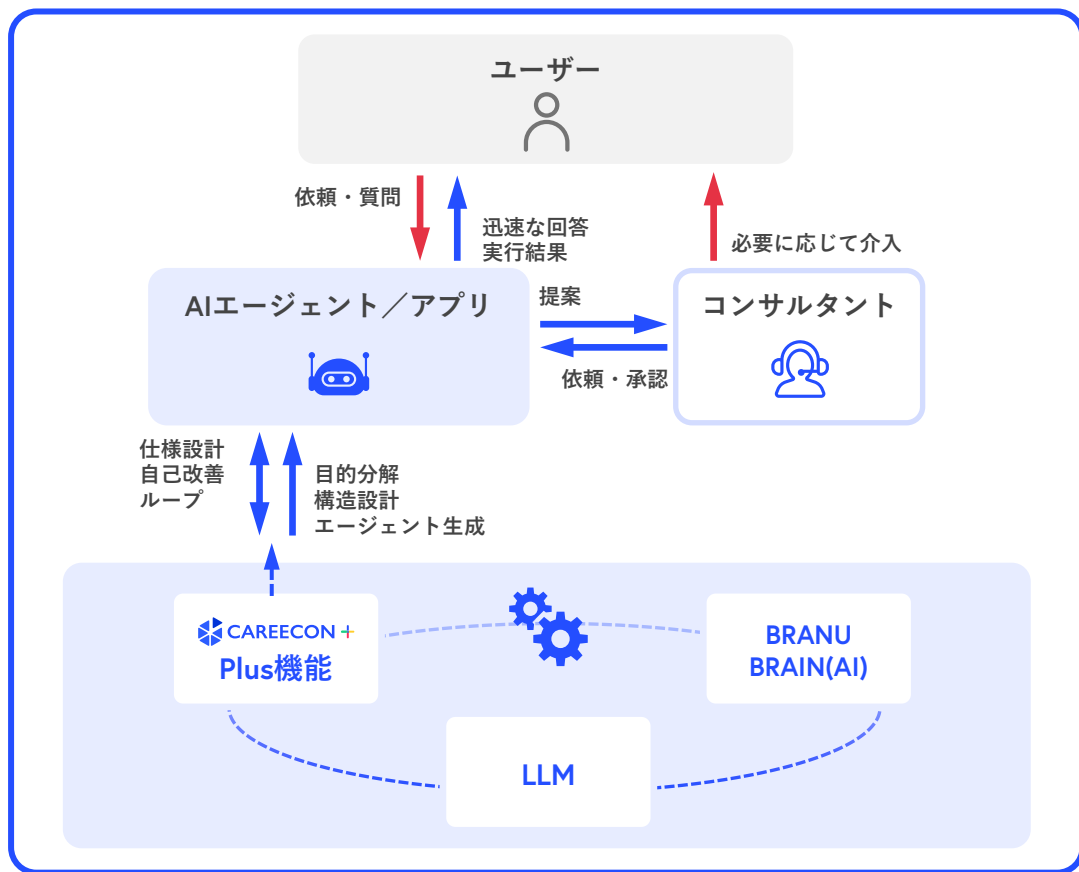 ユーザー
依頼・質問
迅速な回答
実行結果
必要に応じて介入
AIエージェント／アプリ
提案
コンサルタント
依頼・承認
仕様設計
自己改善
ループ
目的分解
構造設計
エージェント生成
CAREECON +
Plus機能
BRANU
BRAIN(AI)
LLM